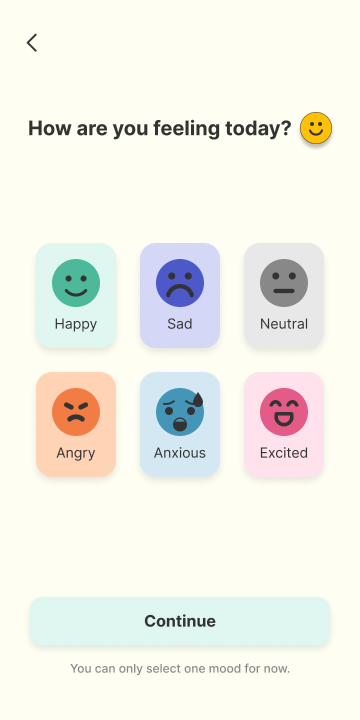 How are you feeling today?
Happy
Sad
Neutral
Angry
Anxious
Excited
Continue
You can only select one mood for now.